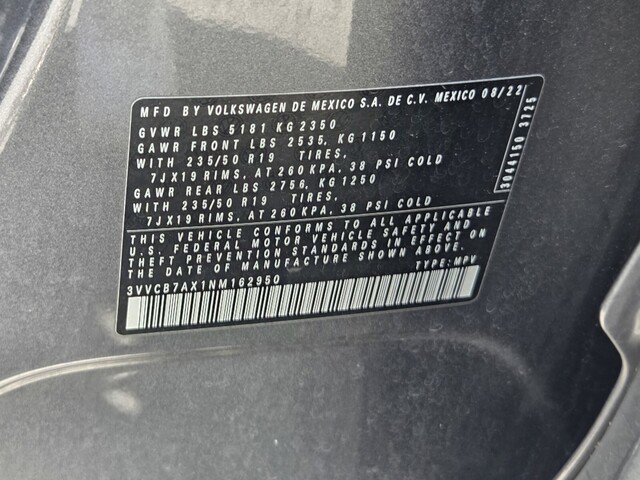 MFD BY VOLKSWAGEN DE MEXICO S.A. DE C.V. MEXICO 08/22
GVWR LBS 5181 KG 2350
GAWR FRONT LBS 2535, KG 1150
WITH 235/50 R19 TIRES,
7JX19 RIMS, AT 260 KPA, 38 PSI COLD
GAWR REAR LBS 2756, KG 1250
WITH 235/50 R19 TIRES,
7JX19 RIMS, AT 260 KPA, 38 PSI COLD
THIS VEHICLE CONFORMS TO ALL APPLICABLE
U.S. FEDERAL MOTOR VEHICLE SAFETY AND
THEFT PREVENTION STANDARDS IN EFFECT ON
THE DATE OF MANUFACTURE SHOWN ABOVE.
3VVCB7AX1NM162950 TYPE: MPV
3044150 3725